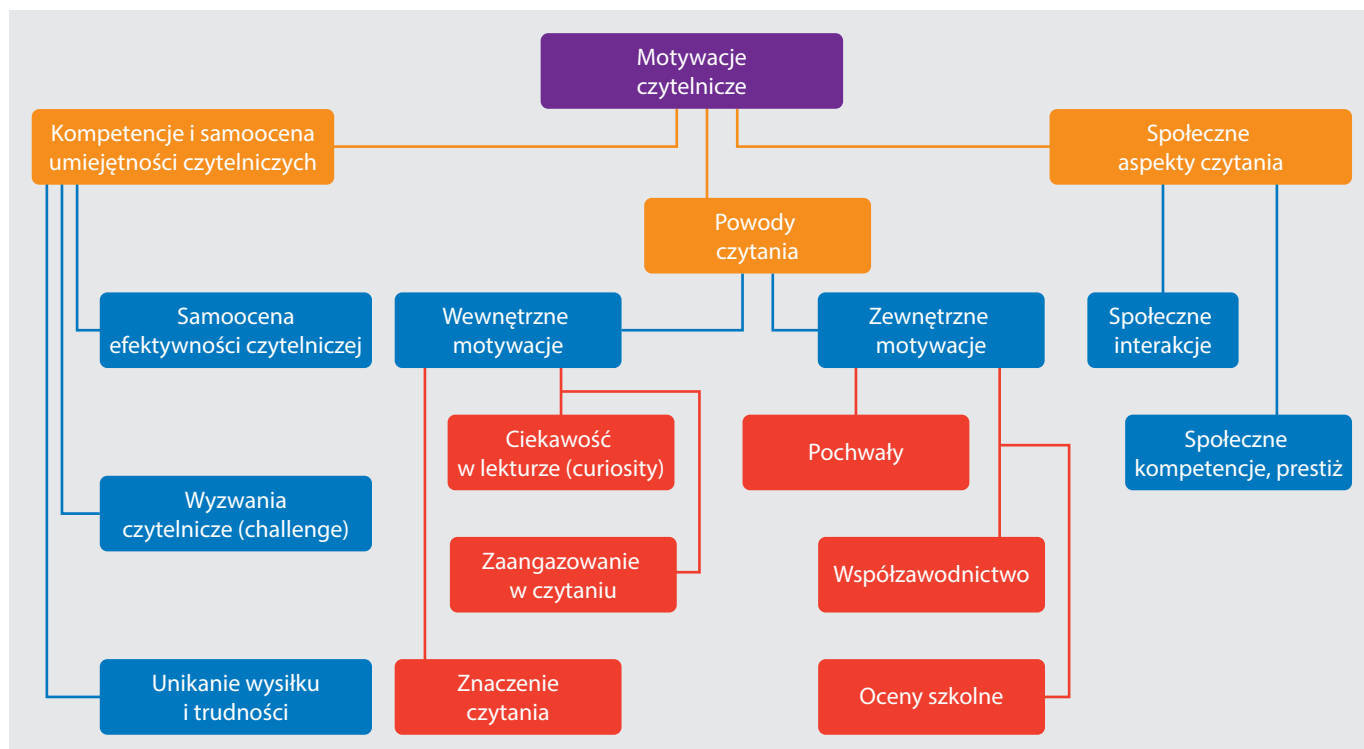 Motywacje
czytelnicze
Kompetencje i samoocena
umiejętności czytelniczych
Społeczne
aspekty czytania
Powody
czytania
Samoocena
efektywności czytelniczej
Wewnętrzne
motywacje
Zewnętrzne
motywacje
Społeczne
interakcje
Ciekawość
w lekturze (curiosity)
Pochwały
Społeczne
kompetencje, prestiż
Wyzwania
czytelnicze (challenge)
Zaangazowanie
w czytaniu
Współzawodnictwo
Unikanie wysiłku
i trudności
Znaczenie
czytania
Oceny szkolne